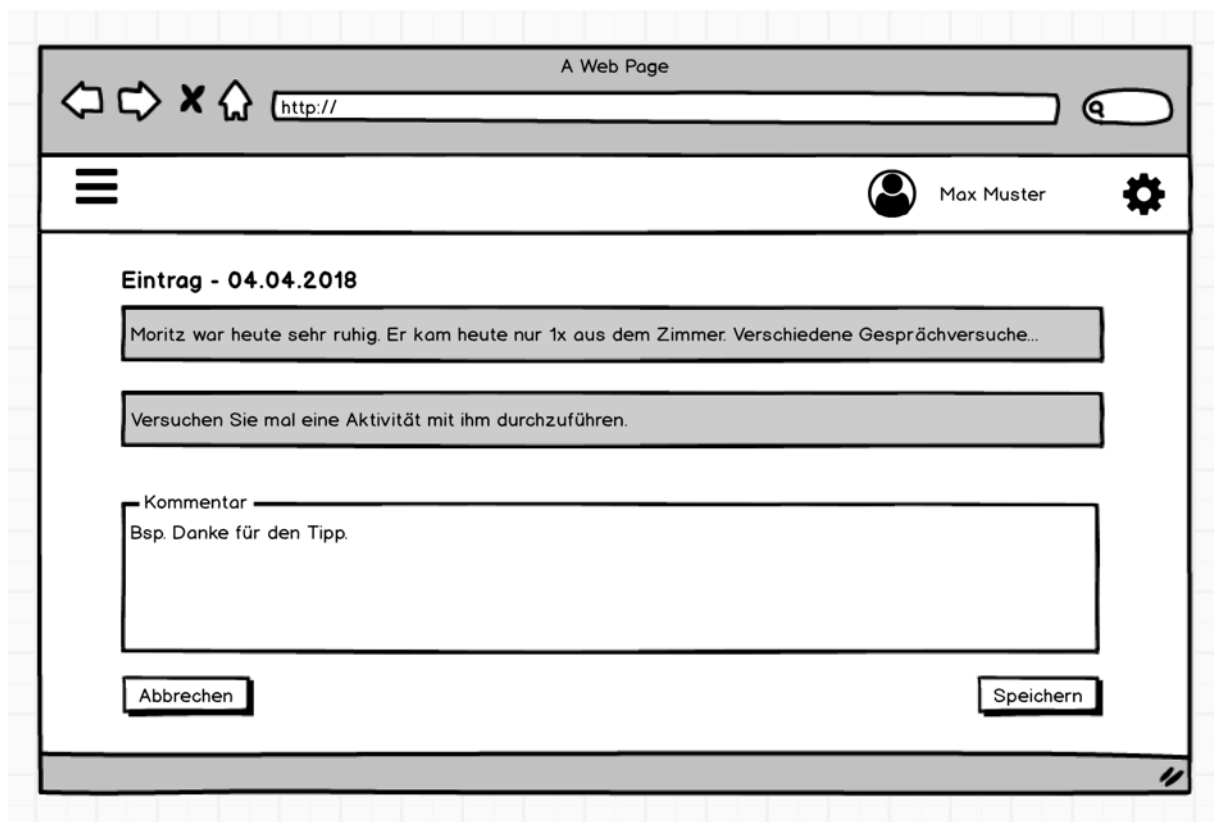 A Web Page
http://
Max Muster
Eintrag - 04.04.2018
Moritz war heute sehr ruhig. Er kam heute nur 1x aus dem Zimmer. Verschiedene Gesprächversuche...
Versuchen Sie mal eine Aktivität mit ihm durchzuführen.
Kommentar
Bsp. Danke für den Tipp.
Abbrechen
Speichern